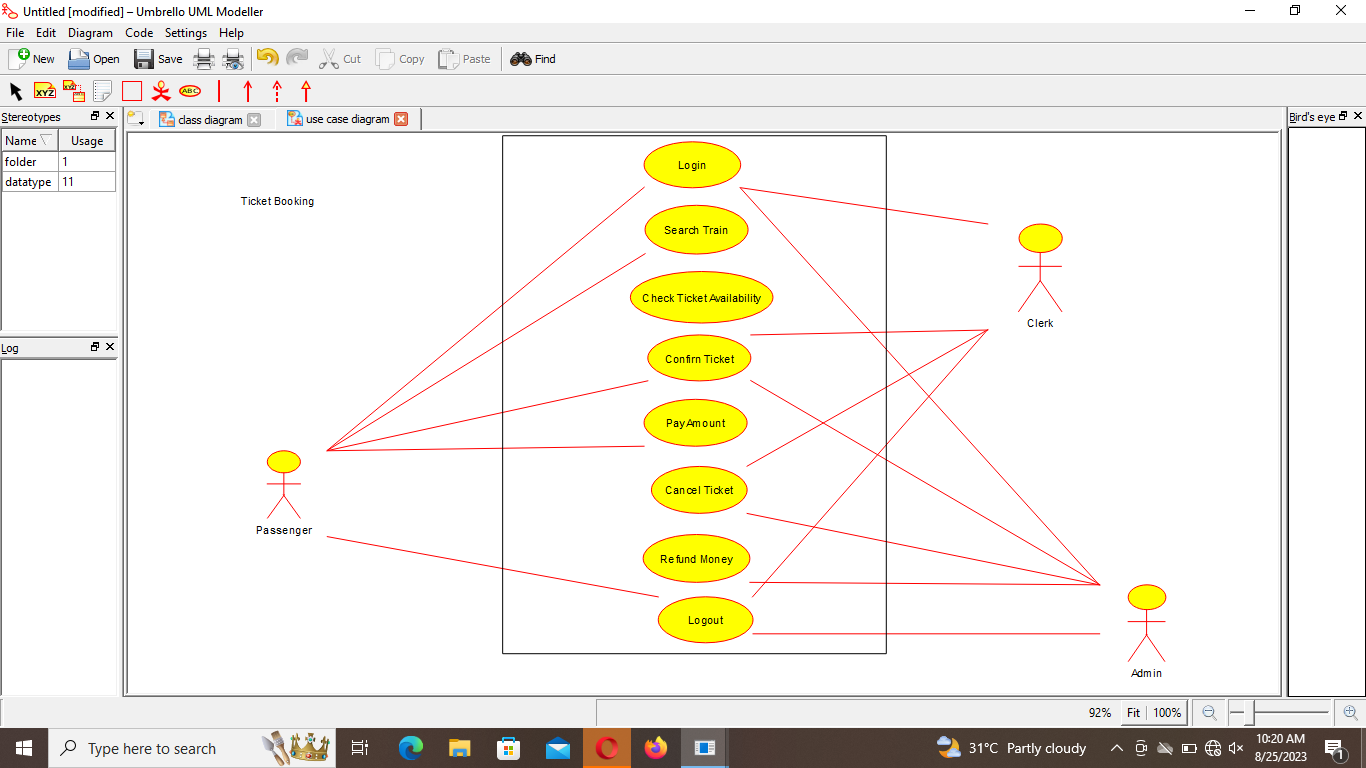 Untitled [modified] – Umbrello UML Modeller
File Edit Diagram Code Settings Help
New Open Save Cut Copy Paste Find
XYZ XYZ ABC
Stereotypes
Name Usage
folder 1
datatype 11
Log
class diagram use case diagram
Bird's eye
Ticket Booking
Login
Search Train
Check Ticket Availability
Confirn Ticket
Pay Amount
Cancel Ticket
Refund Money
Logout
Clerk
Passenger
Admin
92% Fit 100%
Type here to search
31°C Partly cloudy
10:20 AM
8/25/2023
1